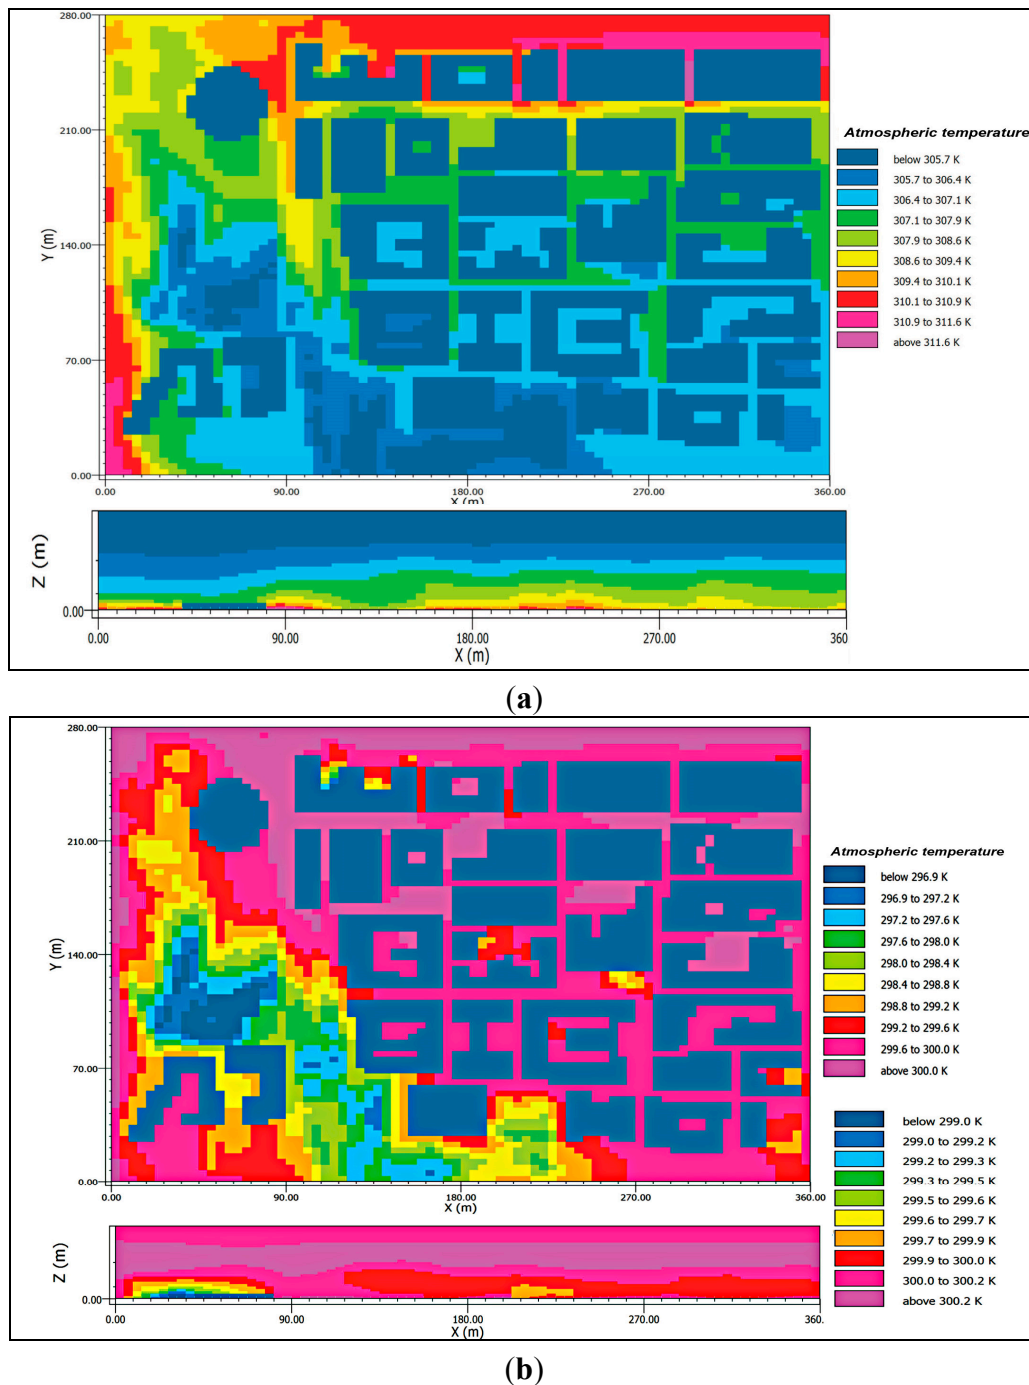 280.00
210.00
140.00
70.00
0.00
Y (m)
0.00 90.00 180.00 270.00 360.00
X (m)
Atmospheric temperature
below 305.7 K
305.7 to 306.4 K
306.4 to 307.1 K
307.1 to 307.9 K
307.9 to 308.6 K
308.6 to 309.4 K
309.4 to 310.1 K
310.1 to 310.9 K
310.9 to 311.6 K
above 311.6 K
Z (m)
0.00
0.00 90.00 180.00 270.00 360
X (m)
(a)
280.00
210.00
140.00
70.00
0.00
Y (m)
0.00 90.00 180.00 270.00 360.00
X (m)
Atmospheric temperature
below 296.9 K
296.9 to 297.2 K
297.2 to 297.6 K
297.6 to 298.0 K
298.0 to 298.4 K
298.4 to 298.8 K
298.8 to 299.2 K
299.2 to 299.6 K
299.6 to 300.0 K
above 300.0 K
below 299.0 K
299.0 to 299.2 K
299.2 to 299.3 K
299.3 to 299.5 K
299.5 to 299.6 K
299.6 to 299.7 K
299.7 to 299.9 K
299.9 to 300.0 K
300.0 to 300.2 K
above 300.2 K
Z (m)
0.00
0.00 90.00 180.00 270.00 360.
X (m)
(b)